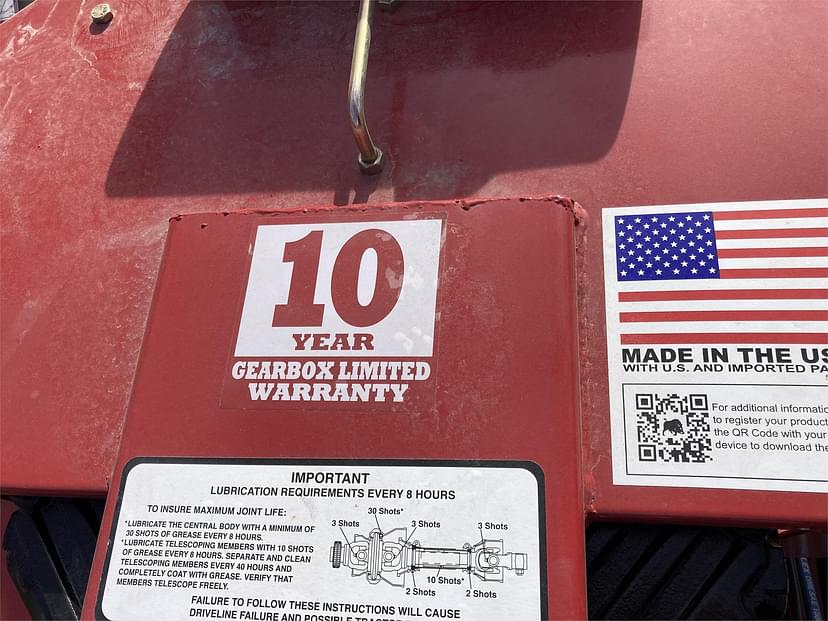 10
YEAR
GEARBOX LIMITED
WARRANTY
MADE IN THE
WITH U.S. AND IMPORTED
For additional
to register your product
the QR Code with your
device to download the
IMPORTANT
LUBRICATION REQUIREMENTS EVERY 8 HOURS
TO INSURE MAXIMUM JOINT LIFE:
*LUBRICATE THE CENTRAL BODY WITH A MINIMUM OF
30 SHOTS OF GREASE EVERY 8 HOURS.
*LUBRICATE TELESCOPING MEMBERS WITH 10 SHOTS
OF GREASE EVERY 8 HOURS. SEPARATE AND CLEAN
TELESCOPING MEMBERS EVERY 40 HOURS AND
COMPLETELY COAT WITH GREASE. VERIFY THAT
MEMBERS TELESCOPE FREELY.
30 Shots*
3 Shots
3 Shots
3 Shots
10 Shots*
2 Shots
2 Shots
FAILURE TO FOLLOW THESE INSTRUCTIONS WILL CAUSE
DRIVELINE FAILURE AND POSSIBLE